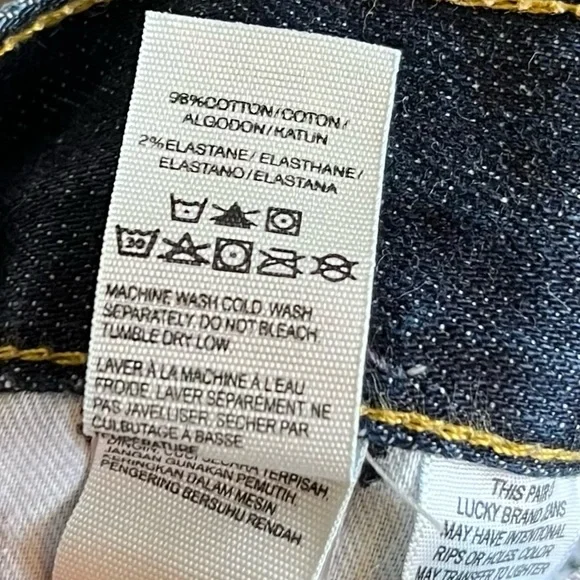 98%COTTON/COTON/
ALGODON/KATUN
2%ELASTANE/ELASTHANE/
ELASTANO/ELASTANA
30
MACHINE WASH COLD. WASH
SEPARATELY. DO NOT BLEACH.
TUMBLE DRY LOW.
LAVER À LA MACHINE À L'EAU
FROIDE. LAVER SÉPARÉMENT. NE
PAS JAVELLISER. SÉCHER PAR
CULBUTAGE À BASSE
TEMPÉRATURE.
SECARA TERPISAH.
JANGAN GUNAKAN PEMUTIH.
KERINGKAN DALAM MESIN
PENGERING BERSUHU RENDAH
THIS PAIR
LUCKY BRAND JEANS
MAY HAVE INTENTIONAL
RIPS OR HOLES. COLOR
MAY TRANSFER TO LIGHTER